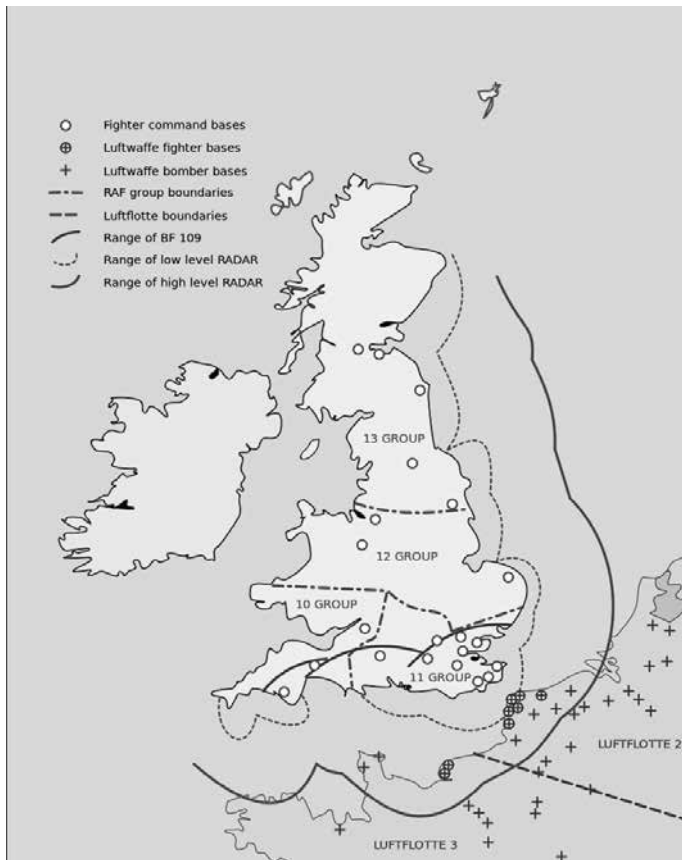 Fighter command bases
Luftwaffe fighter bases
Luftwaffe bomber bases
RAF group boundaries
Luftflotte boundaries
Range of BF 109
Range of low level RADAR
Range of high level RADAR
13 GROUP
12 GROUP
10 GROUP
11 GROUP
LUFTFLOTTE 2
LUFTFLOTTE 3